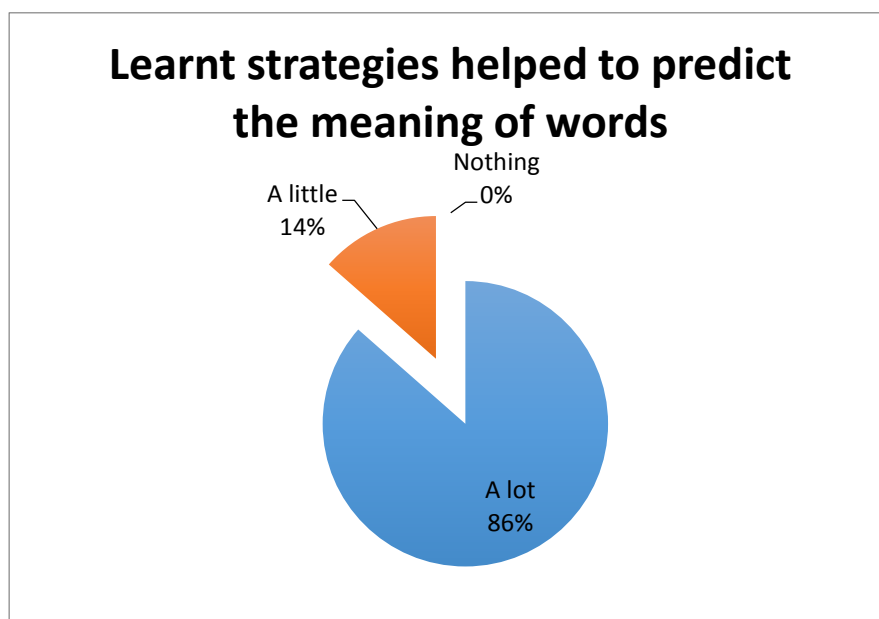 Learnt strategies helped to predict
the meaning of words
Nothing
0%
A little
14%
A lot
86%